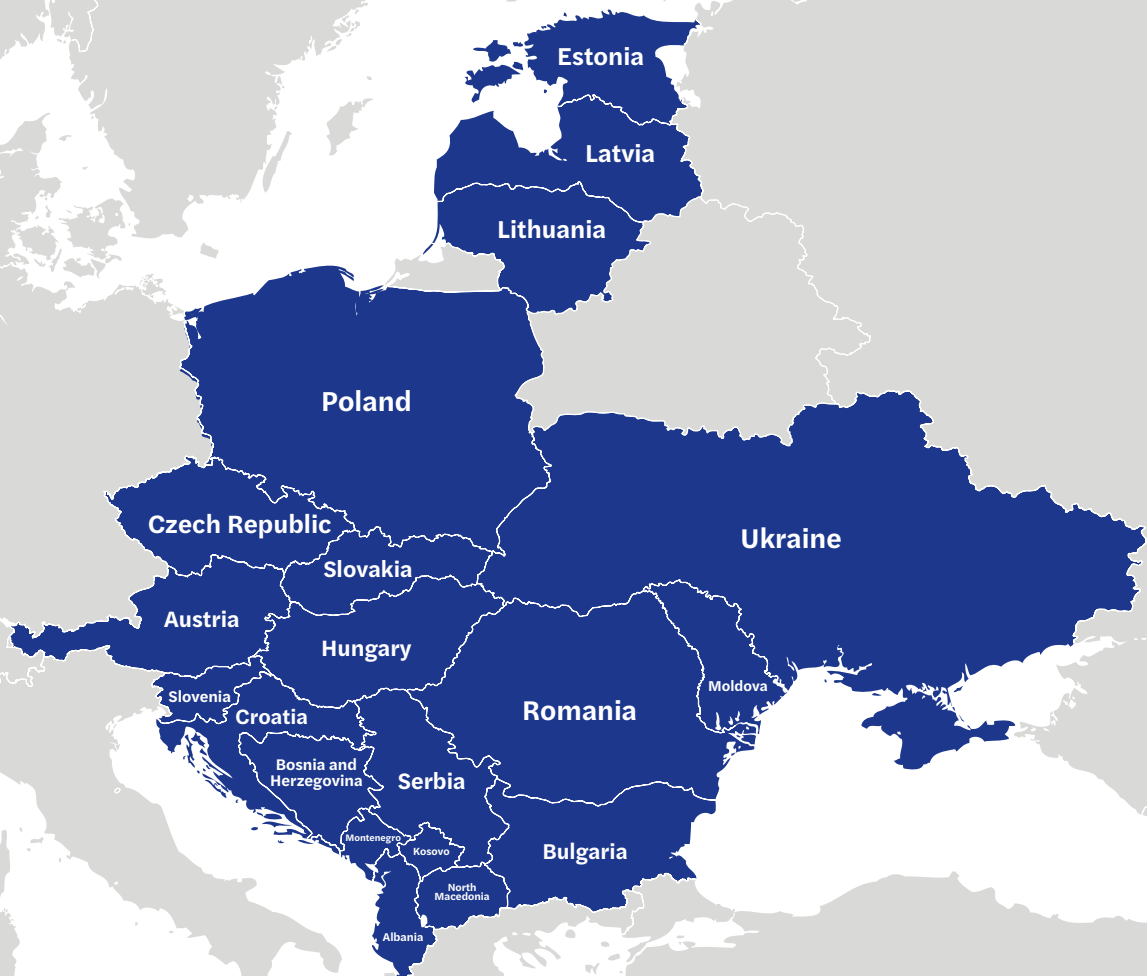 Estonia
Latvia
Lithuania
Poland
Czech Republic
Ukraine
Slovakia
Austria
Hungary
Moldova
Slovenia
Romania
Croatia
Bosnia and
Herzegovina
Serbia
Montenegro
Kosovo
Bulgaria
North
Macedonia
Albania